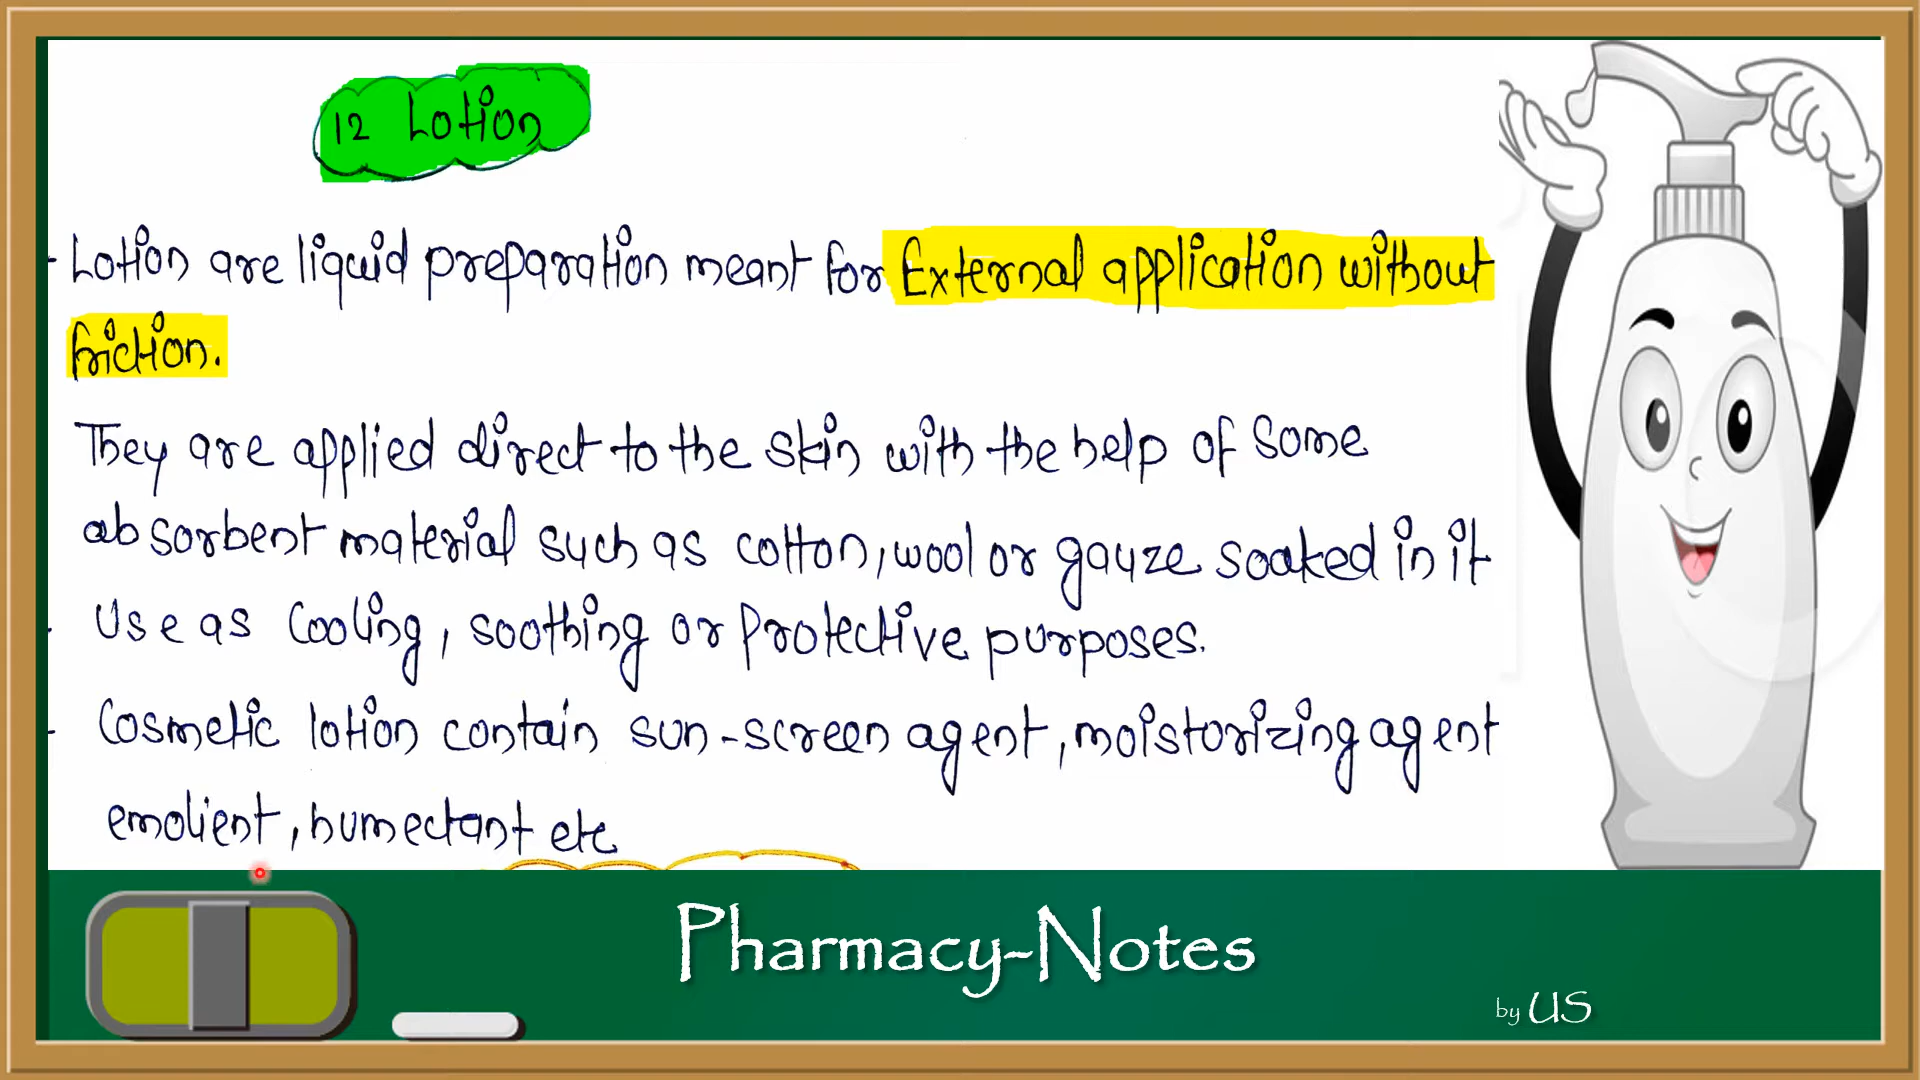 12 Lotion
- Lotion are liquid preparation meant for External application without
friction.
They are applied direct to the skin with the help of some
absorbent material such as cotton, wool or gauze soaked in it
. Use as Cooling, soothing or Protective purposes.
- Cosmetic lotion contain sun-screen agent, moistorizing agent
emolient, humectant etc
Pharmacy-Notes
by US